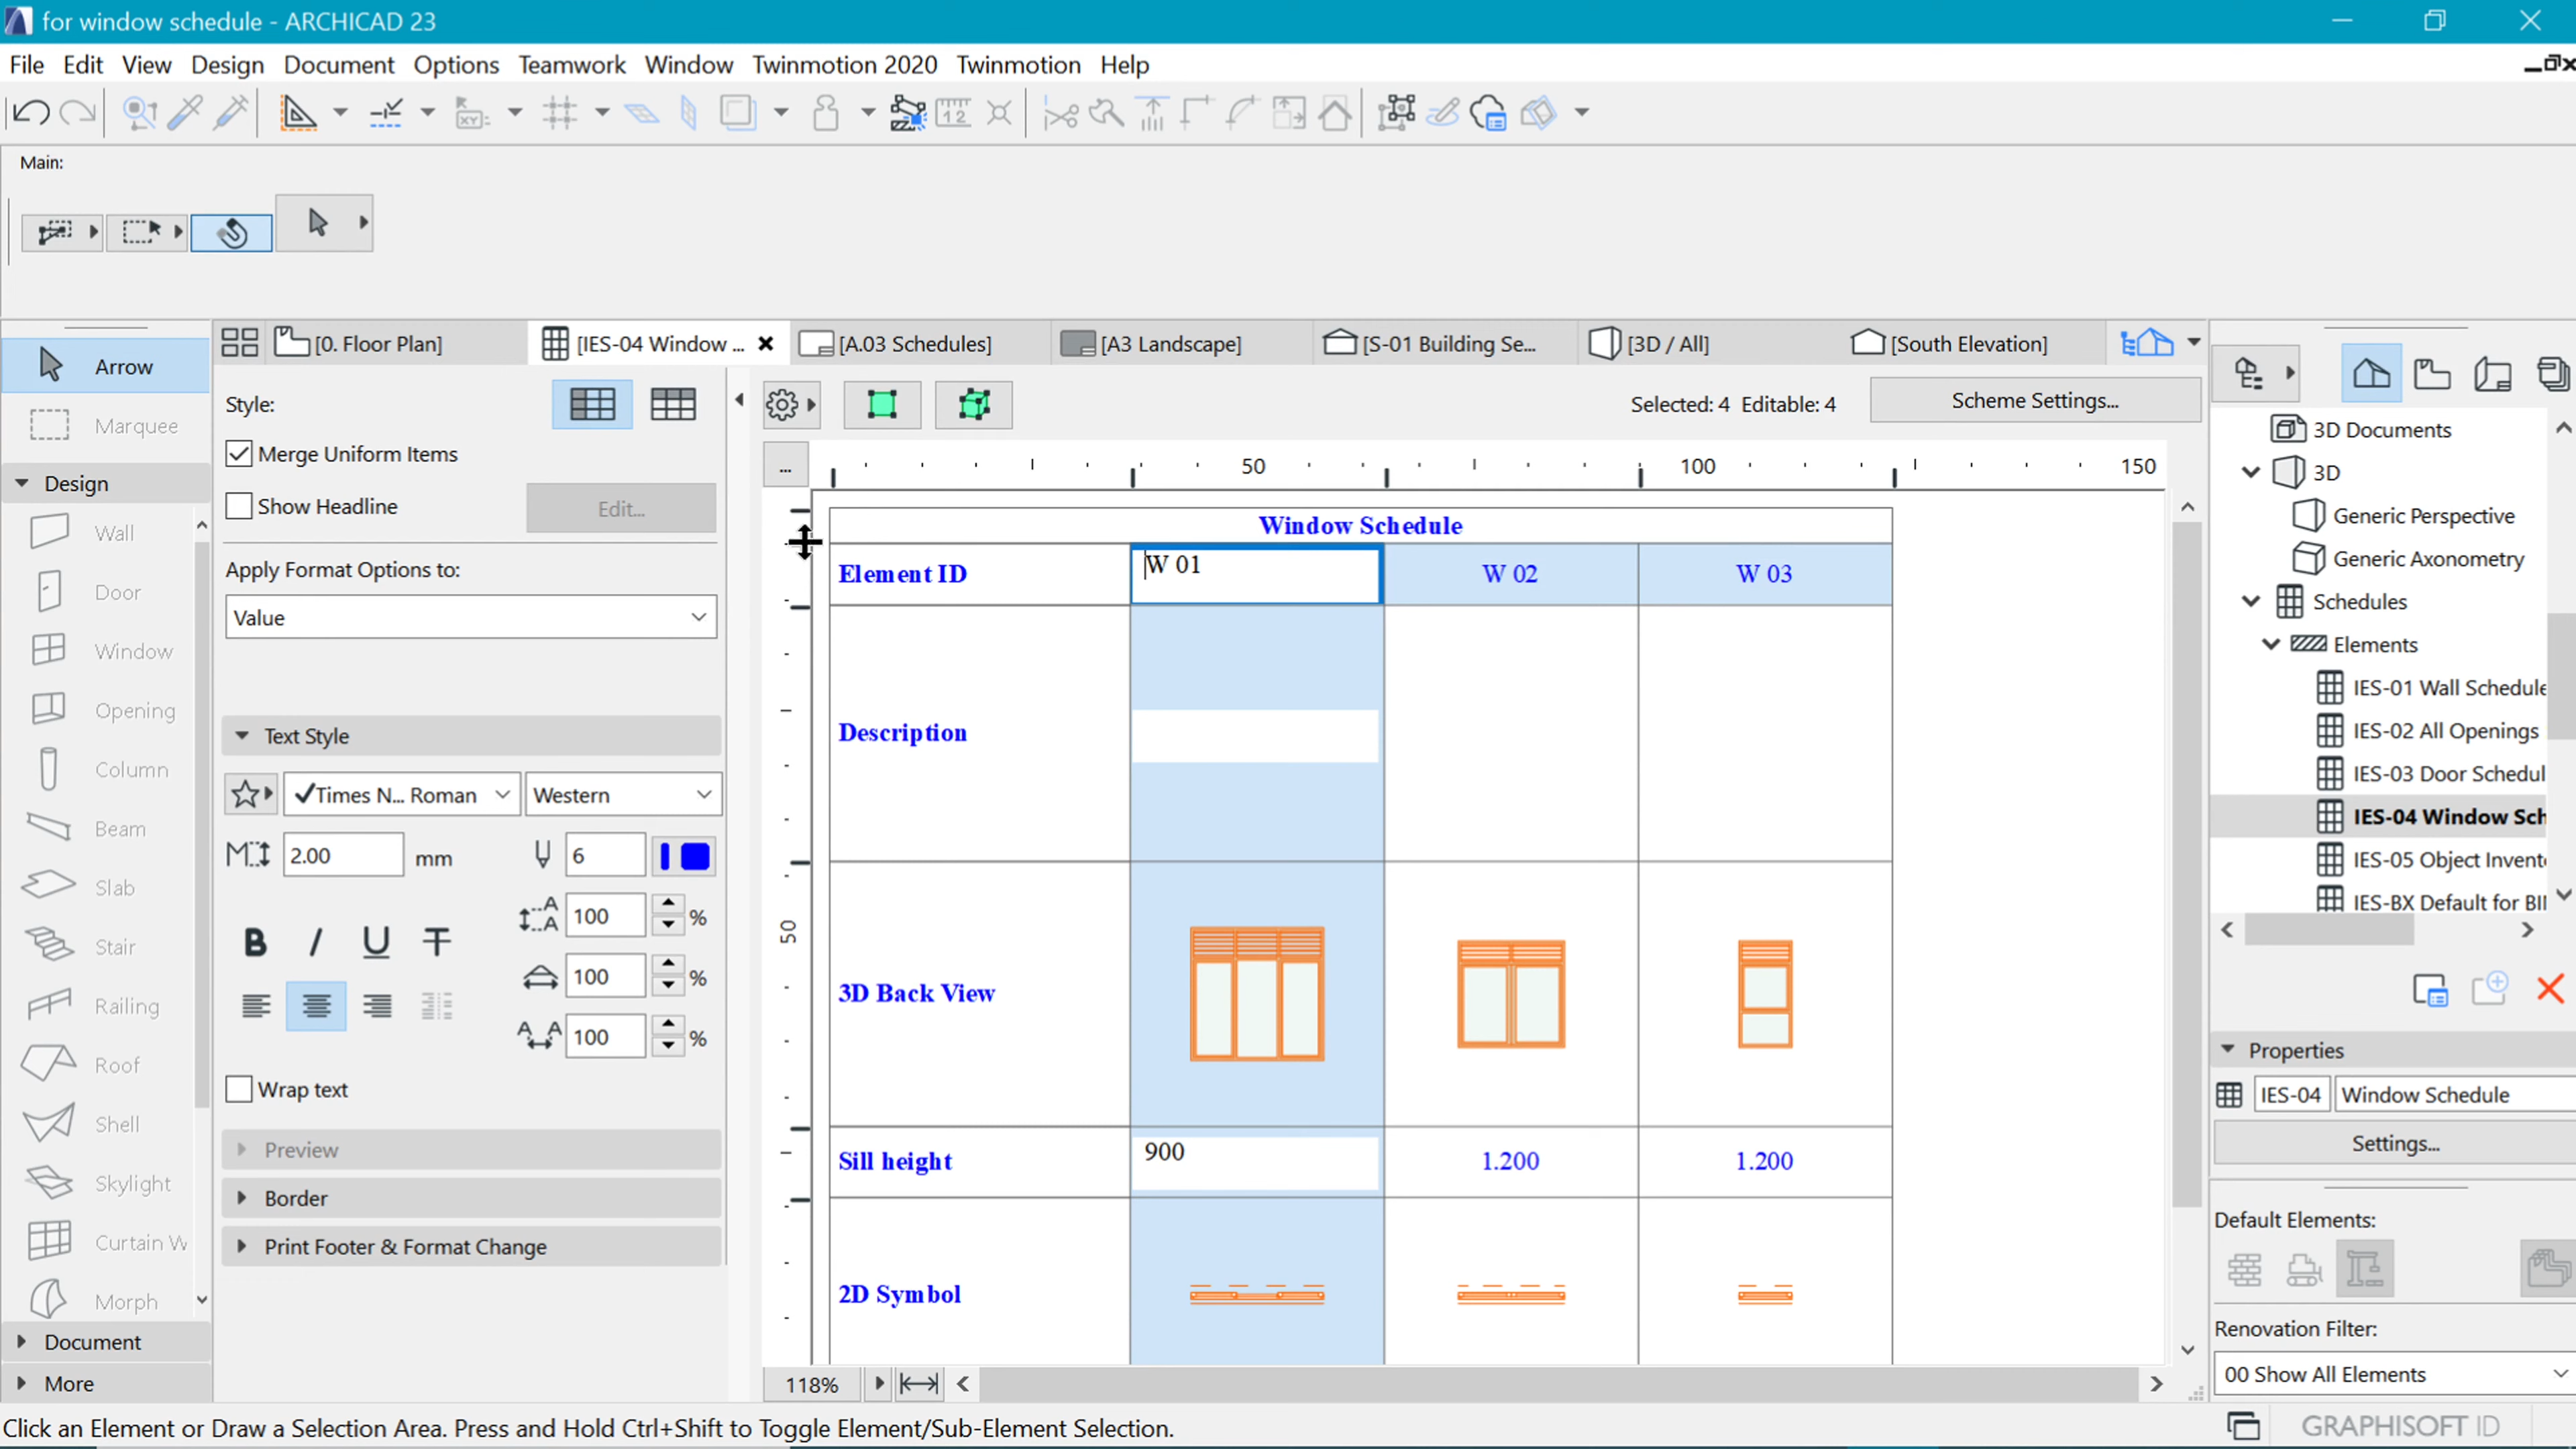 for window schedule - ARCHICAD 23
File Edit View Design Document Options Teamwork Window Twinmotion 2020 Twinmotion Help
Main:
[0. Floor Plan] [IES-04 Window ... [A.03 Schedules] [A3 Landscape] [S-01 Building Se... [3D / All] [South Elevation]
Arrow
Marquee
Design
Wall
Door
Window
Opening
Column
Beam
Slab
Stair
Railing
Roof
Shell
Skylight
Curtain W
Morph
Document
More
Style:
Merge Uniform Items
Show Headline Edit...
Apply Format Options to:
Value
Text Style
Times N... Roman Western
2.00 mm 6
100 %
100 %
100 %
B I U T
Wrap text
Preview
Border
Print Footer & Format Change
Selected: 4 Editable: 4 Scheme Settings...
... 50 100 150
50
Window Schedule
Element ID W 01 W 02 W 03
Description
3D Back View
Sill height 900 1.200 1.200
2D Symbol
118%
3D Documents
3D
Generic Perspective
Generic Axonometry
Schedules
Elements
IES-01 Wall Schedule
IES-02 All Openings
IES-03 Door Schedul
IES-04 Window Sch
IES-05 Object Invent
IES-BX Default for BI
Properties
IES-04 Window Schedule
Settings...
Default Elements:
Renovation Filter:
00 Show All Elements
Click an Element or Draw a Selection Area. Press and Hold Ctrl+Shift to Toggle Element/Sub-Element Selection.
GRAPHISOFT ID